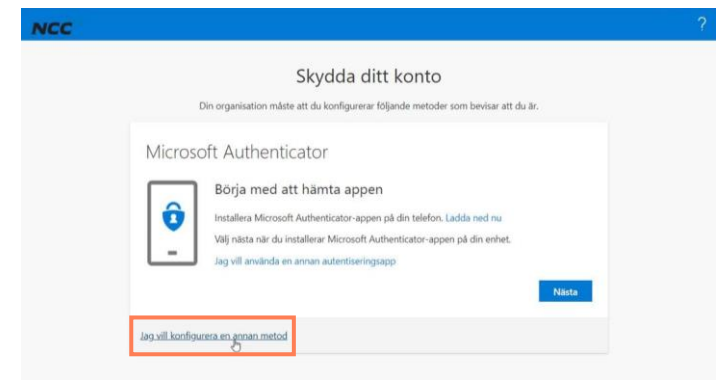 NCC
?
Skydda ditt konto
Din organisation måste att du konfigurerar följande metoder som bevisar att du är.
Microsoft Authenticator
Börja med att hämta appen
Installera Microsoft Authenticator-appen på din telefon. Ladda ned nu
Välj nästa när du installerar Microsoft Authenticator-appen på din enhet.
Jag vill använda en annan autentiseringsapp
Nästa
Jag vill konfigurera en annan metod